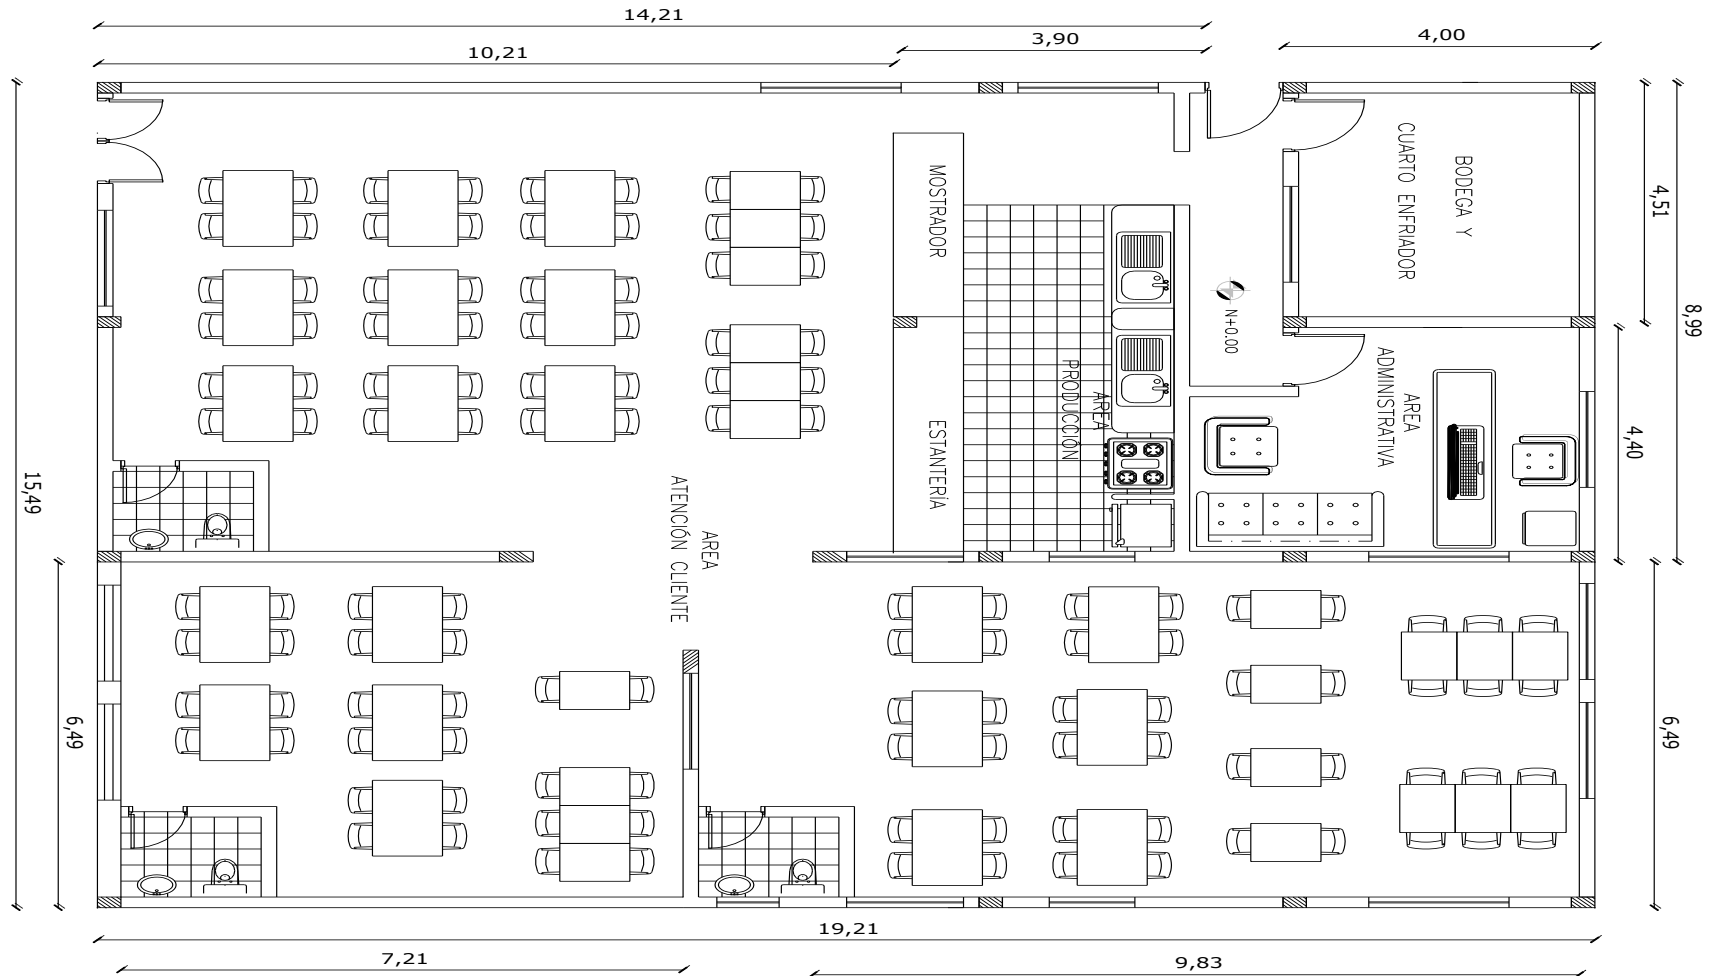 14,21
10,21
3,90
4,00
MOSTRADOR
ESTANTERÍA
AREA
PRODUCCIÓN
N+0.00
BODEGA Y
CUARTO ENFRIADOR
AREA
ADMINISTRATIVA
AREA
ATENCIÓN CLIENTE
4,51
8,99
4,40
6,49
15,49
6,49
19,21
7,21
9,83